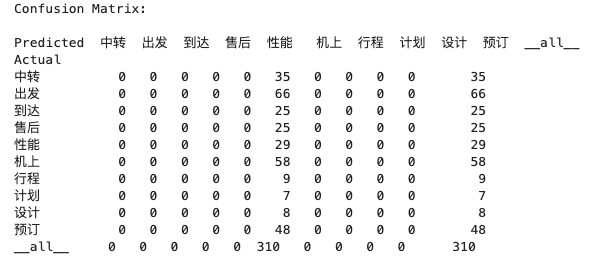 Confusion Matrix:
Predicted 中转 出发 到达 售后 性能 机上 行程 计划 设计 预订 __all__
Actual
中转 0 0 0 0 0 35 0 0 0 0 35
出发 0 0 0 0 0 66 0 0 0 0 66
到达 0 0 0 0 0 25 0 0 0 0 25
售后 0 0 0 0 0 25 0 0 0 0 25
性能 0 0 0 0 0 29 0 0 0 0 29
机上 0 0 0 0 0 58 0 0 0 0 58
行程 0 0 0 0 0 9 0 0 0 0 9
计划 0 0 0 0 0 7 0 0 0 0 7
设计 0 0 0 0 0 8 0 0 0 0 8
预订 0 0 0 0 0 48 0 0 0 0 48
__all__ 0 0 0 0 0 310 0 0 0 0 310